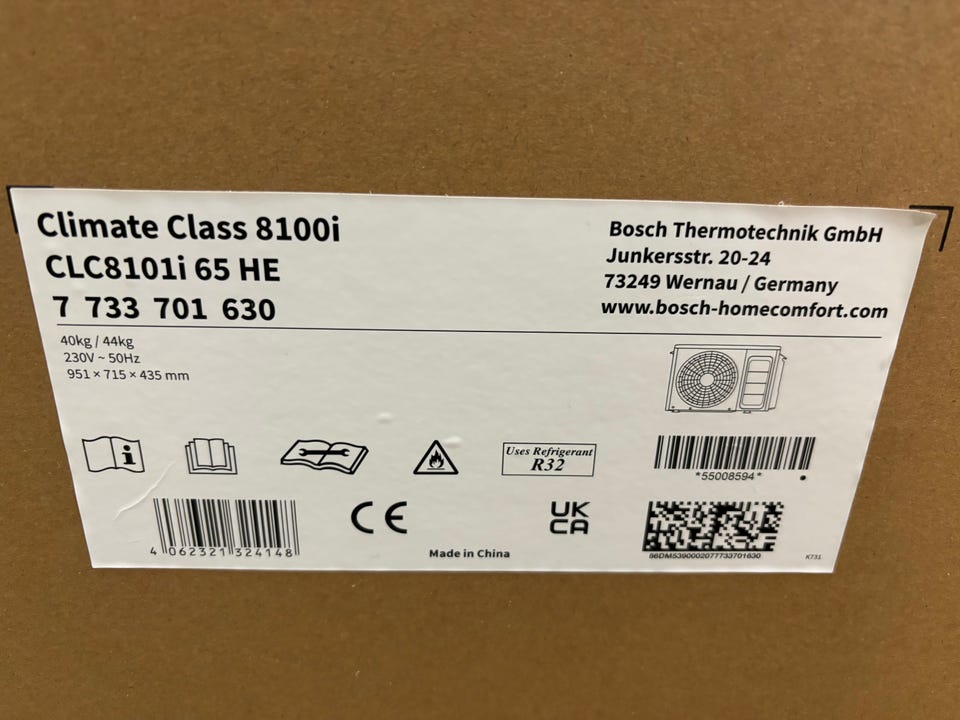 Climate Class 8100i
CLC8101i 65 HE
7 733 701 630
Bosch Thermotechnik GmbH
Junkersstr. 20-24
73249 Wernau / Germany
www.bosch-homecomfort.com
40kg / 44kg
230V ~ 50Hz
951 × 715 × 435 mm
i
Uses Refrigerant
R32
*55008594*
4 062321 324148
CE
UK
CA
Made in China
86DM5390002077733701630
K731